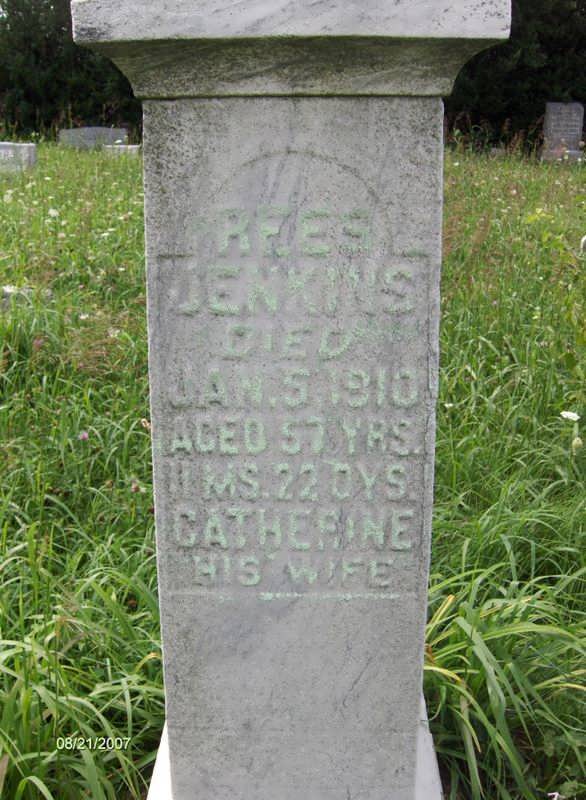 REES
JENKINS
DIED
JAN. 5. 1910
AGED 57 YRS.
11 MS. 22 DYS.
CATHERINE
HIS WIFE
08/21/2007